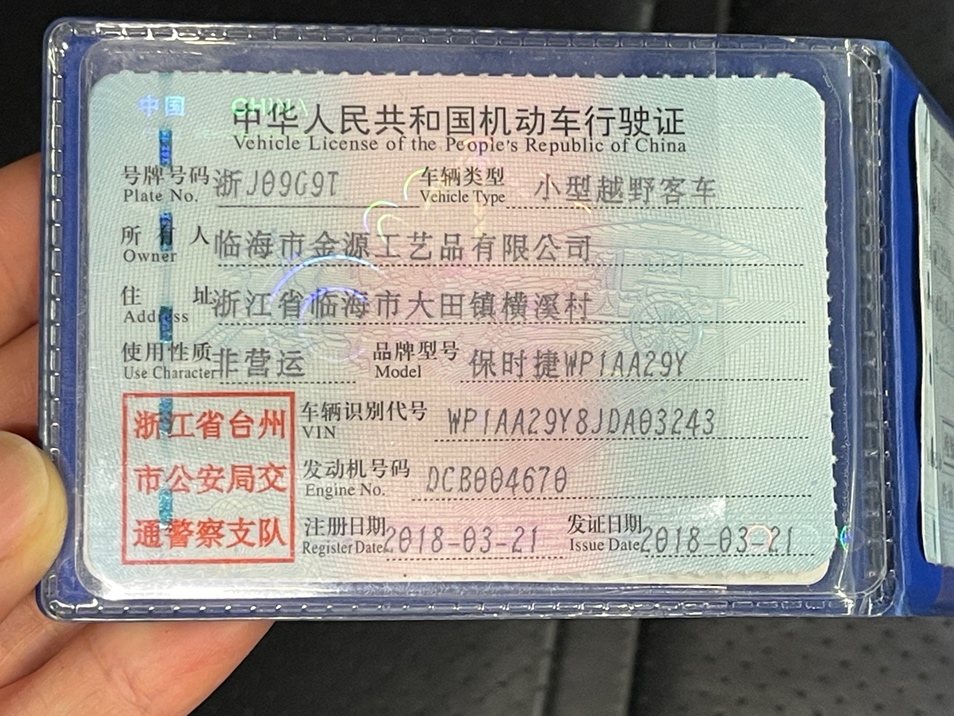 中国 CHINA
中华人民共和国机动车行驶证
Vehicle License of the People's Republic of China
号牌号码 浙J09G9T 车辆类型 小型越野客车
Plate No. Vehicle Type
所有人 临海市金源工艺品有限公司
Owner
住址 浙江省临海市大田镇横溪村
Address
使用性质 非营运 品牌型号 保时捷WP1AA29Y
Use Character Model
浙江省台州
市公安局交
通警察支队
车辆识别代号 WP1AA29Y8JDA03243
VIN
发动机号码 DCB004670
Engine No.
注册日期 2018-03-21 发证日期 2018-03-21
Register Date Issue Date